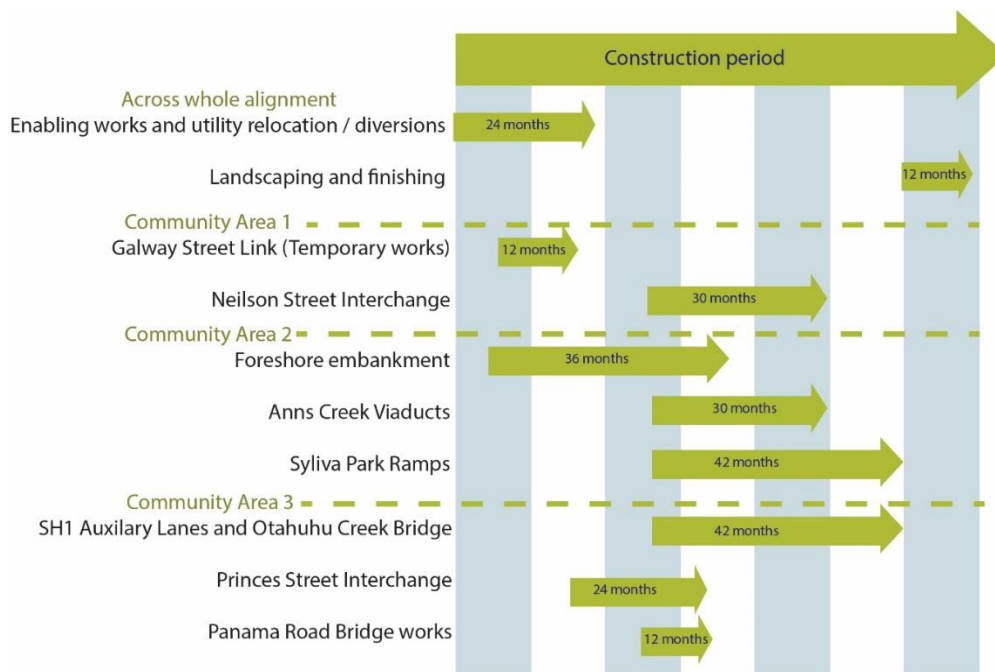 Construction period
Across whole alignment
Enabling works and utility relocation / diversions
24 months
Landscaping and finishing
12 months
Community Area 1
Galway Street Link (Temporary works)
12 months
Neilson Street Interchange
30 months
Community Area 2
Foreshore embankment
36 months
Anns Creek Viaducts
30 months
Syliva Park Ramps
42 months
Community Area 3
SH1 Auxilary Lanes and Otahuhu Creek Bridge
42 months
Princes Street Interchange
24 months
Panama Road Bridge works
12 months